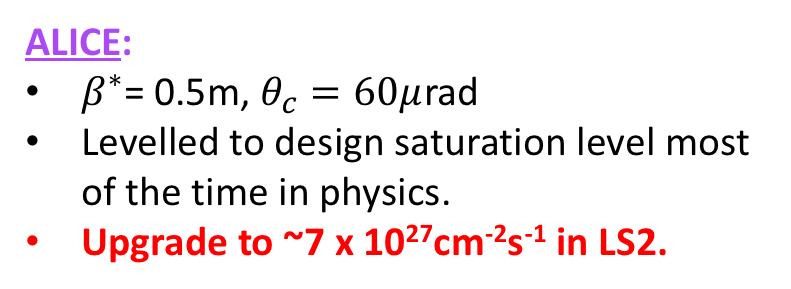 ALICE:
• β*= 0.5m, θc = 60μrad
• Levelled to design saturation level most
of the time in physics.
• Upgrade to ~7 x 10²⁷cm⁻²s⁻¹ in LS2.